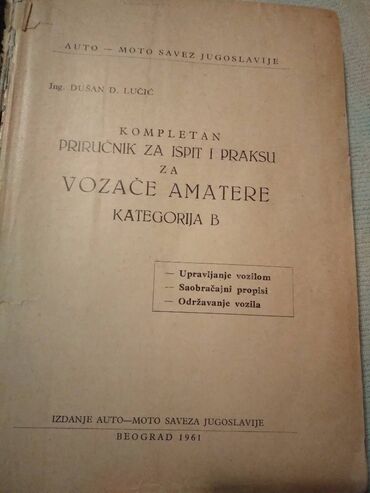 AUTO — MOTO SAVEZ JUGOSLAVIJE
Ing. DUŠAN D. LUČIĆ
KOMPLETAN
PRIRUČNIK ZA ISPIT I PRAKSU
ZA
VOZAČE AMATERE
KATEGORIJA B
— Upravljanje vozilom
— Saobraćajni propisi
— Održavanje vozila
IZDANJE AUTO—MOTO SAVEZA JUGOSLAVIJE
BEOGRAD 1961